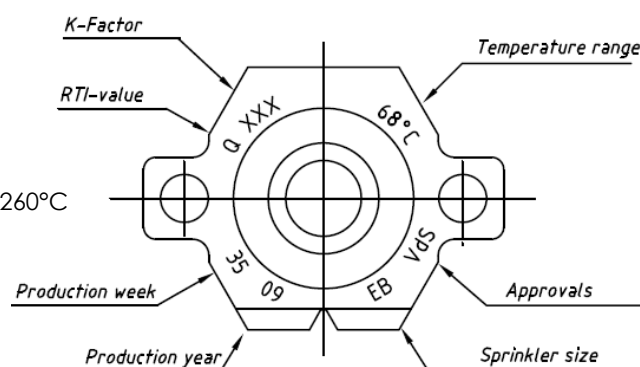 K-Factor
Temperature range
RTI-value
Q XXX
68°C
260°C
35
09
EB
VdS
Production week
Approvals
Production year
Sprinkler size